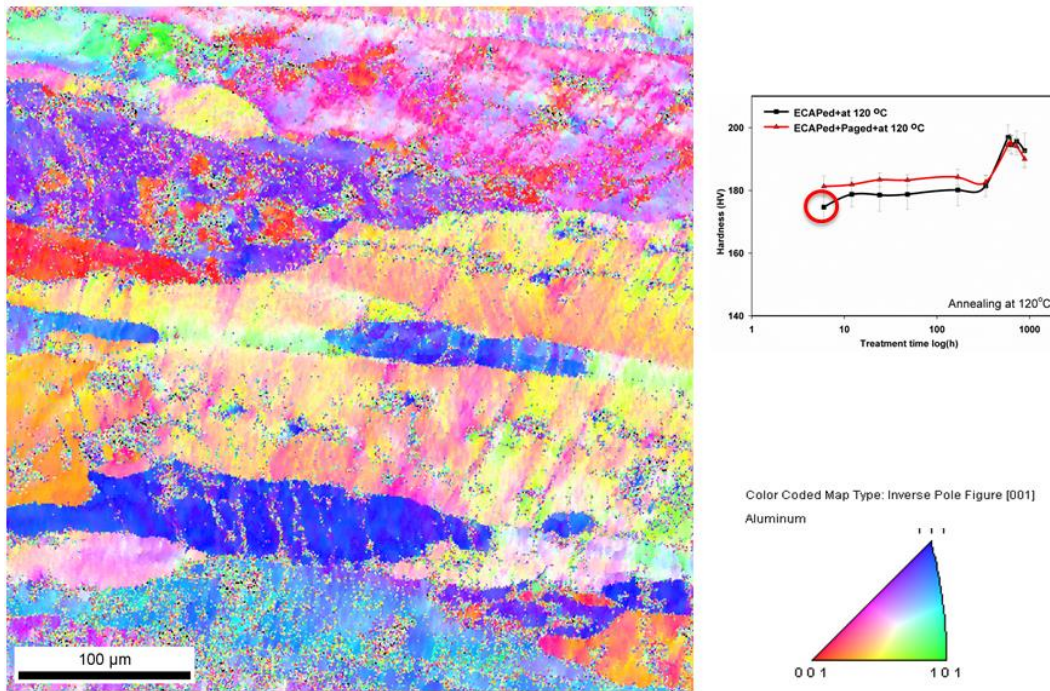 100 µm
ECAPed+at 120 ºC
ECAPed+Paged+at 120 ºC
Hardness (HV)
200
180
160
140
Annealing at 120°C
1 10 100 1000
Treatment time log(h)
Color Coded Map Type: Inverse Pole Figure [001]
Aluminum
1 1 1
0 0 1 1 0 1